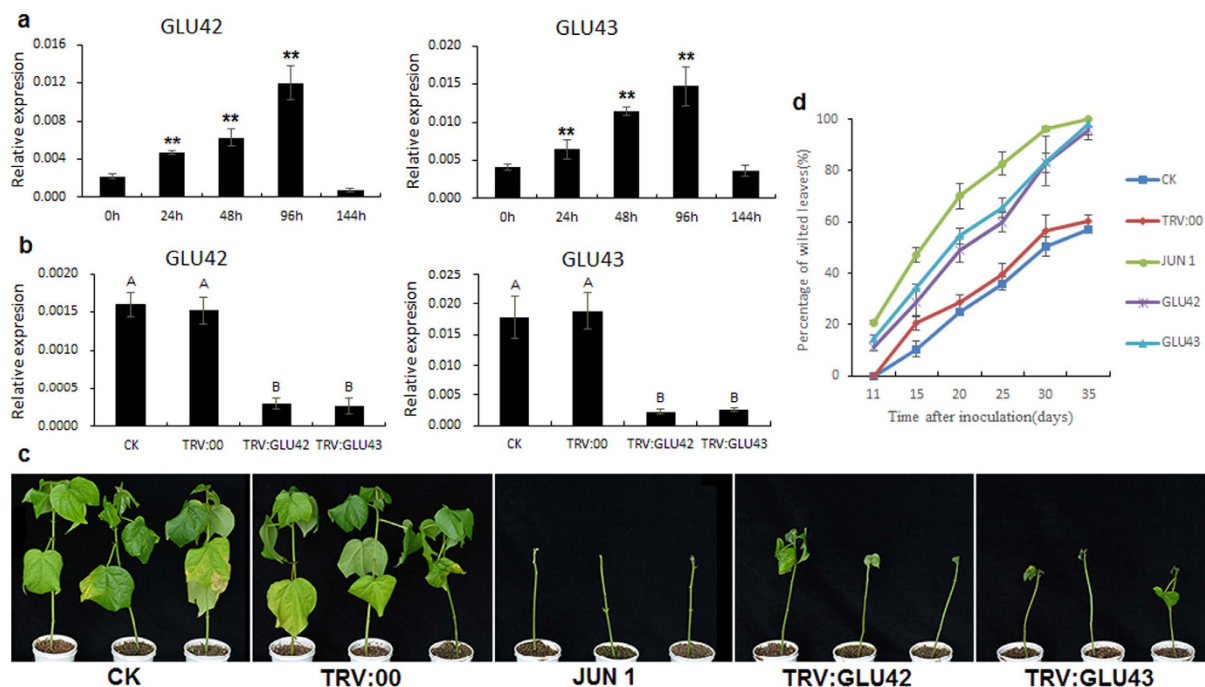 a
GLU42
Relative expression
0.016
0.012
0.008
0.004
0.000
**
**
**
0h 24h 48h 96h 144h
GLU43
Relative expression
0.020
0.015
0.010
0.005
0.000
**
**
**
0h 24h 48h 96h 144h
b
GLU42
Relative expression
0.0020
0.0015
0.0010
0.0005
0.0000
A A B B
CK TRV:00 TRV:GLU42 TRV:GLU43
GLU43
Relative expression
0.025
0.020
0.015
0.010
0.005
0.000
A A B B
CK TRV:00 TRV:GLU42 TRV:GLU43
d
Percentage of wilted leaves(%)
100
80
60
40
20
0
11 15 20 25 30 35
Time after inoculation(days)
CK
TRV:00
JUN 1
GLU42
GLU43
c
CK TRV:00 JUN 1 TRV:GLU42 TRV:GLU43